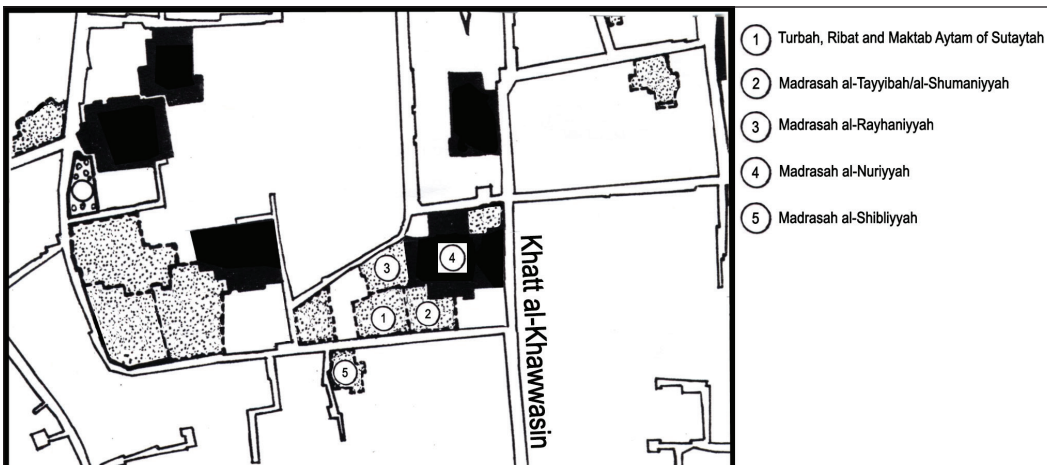 1 Turbah, Ribat and Maktab Aytam of Sutaytah
2 Madrasah al-Tayyibah/al-Shumaniyyah
3 Madrasah al-Rayhaniyyah
4 Madrasah al-Nuriyyah
5 Madrasah al-Shibliyyah
4
3
1
2
5
Khatt al-Khawwasin